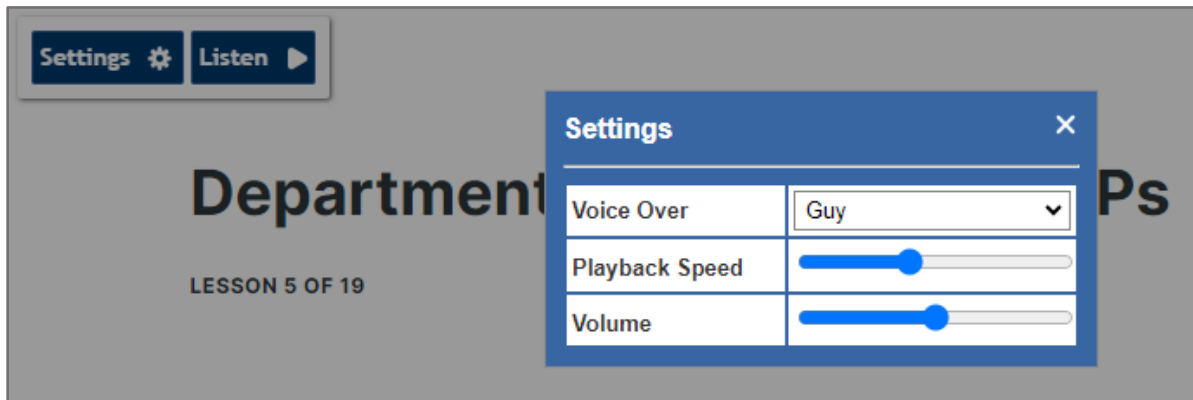 Settings Listen
Settings
Department Ps
LESSON 5 OF 19
Voice Over Guy
Playback Speed
Volume